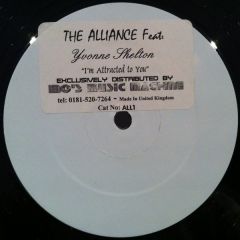 THE ALLIANCE Feat:
Yvonne Shelton
"I'm Attracted to You"
EXCLUSIVELY DISTRIBUTED BY
MO'S MUSIC MACHINE
tel: 0181-520-7264 - Made In United Kingdom
Cat No: ALL1